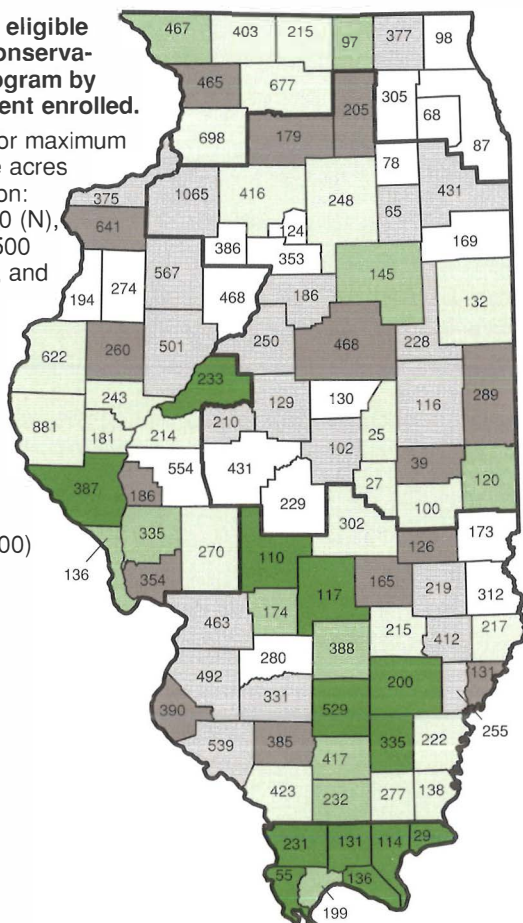 eligible
onserva-
ogram by
ent enrolled.
or maximum
e acres
on:
0 (N),
500
, and
00)
467 403 215 97 377 98
465 677 205 305 68 87
698 179 78
375 1065 416 248 65 431
641 386 24 353 169
194 274 567 468 186 145 132
622 260 501 250 468 228
233 116 289
243 129 130
881 181 214 210 102 25 39
387 186 554 431 229 27 100 120
136 335 270 302 126 173
354 110 117 165 219 312
463 174 388 215 412 217
492 280 200 131
390 331 529 255
539 385 417 335 222
423 232 277 138
231 131 114 29
55 136
199